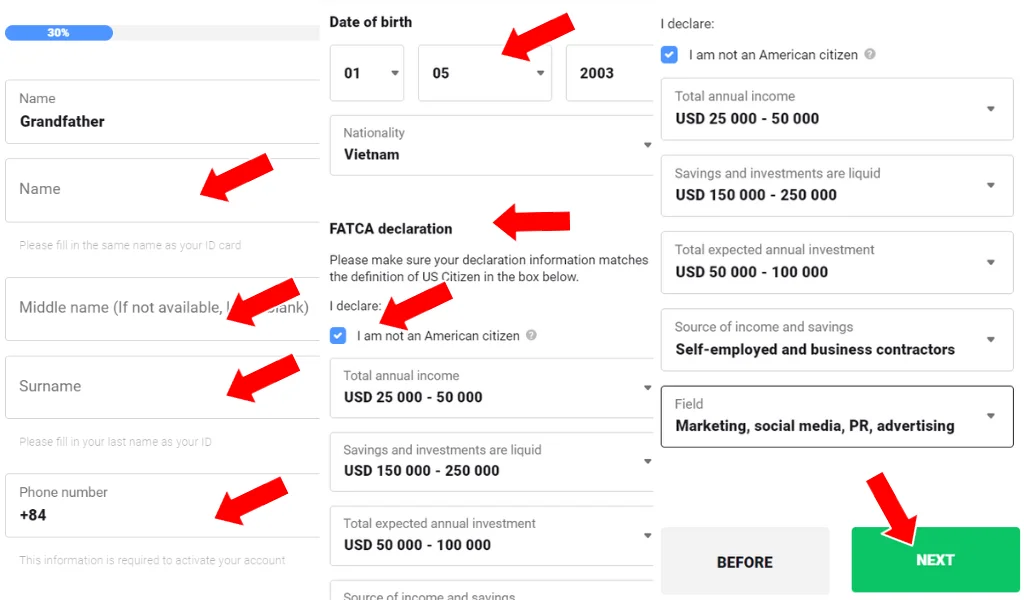 30%
Name
Grandfather
Name
Please fill in the same name as your ID card
Middle name (If not available, l blank)
Surname
Please fill in your last name as your ID
Phone number
+84
This information is required to activate your account
Date of birth
01
05
2003
Nationality
Vietnam
FATCA declaration
Please make sure your declaration information matches
the definition of US Citizen in the box below.
I declare:
I am not an American citizen
Total annual income
USD 25 000 - 50 000
Savings and investments are liquid
USD 150 000 - 250 000
Total expected annual investment
USD 50 000 - 100 000
Source of income and savings
I declare:
I am not an American citizen
Total annual income
USD 25 000 - 50 000
Savings and investments are liquid
USD 150 000 - 250 000
Total expected annual investment
USD 50 000 - 100 000
Source of income and savings
Self-employed and business contractors
Field
Marketing, social media, PR, advertising
BEFORE
NEXT